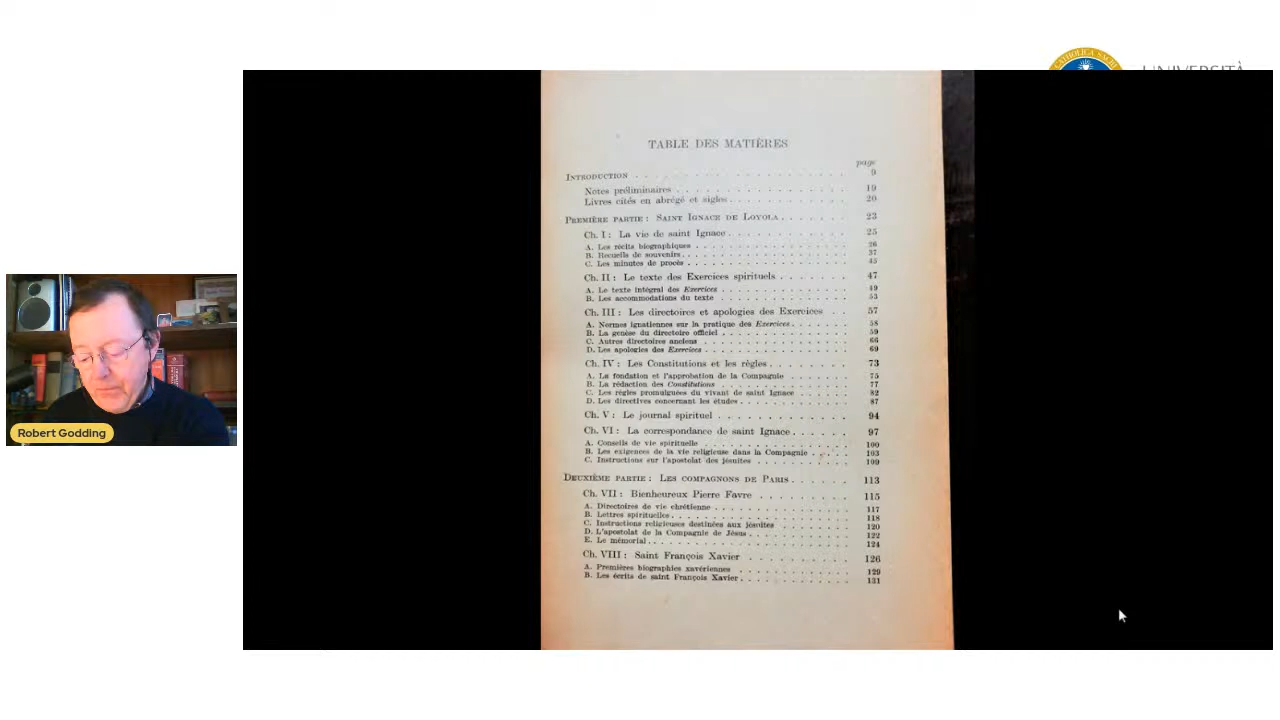 CATHOLICA SACRI
L'UNIVERSITÀ
TABLE DES MATIÈRES
page
INTRODUCTION 9
Notes préliminaires 19
Livres cités en abrégé et sigles 20
PREMIÈRE PARTIE : SAINT IGNACE DE LOYOLA 23
Ch. I : La vie de saint Ignace 25
A. Les récits biographiques 26
B. Recueils de souvenirs 37
C. Les minutes de procès 45
Ch. II : Le texte des Exercices spirituels 47
A. Le texte intégral des Exercices 49
B. Les accommodations du texte 53
Ch. III : Les directoires et apologies des Exercices 57
A. Normes ignatiennes sur la pratique des Exercices 58
B. La genèse du directoire officiel 59
C. Autres directoires anciens 66
D. Les apologies des Exercices 69
Ch. IV : Les Constitutions et les règles 73
A. La fondation et l'approbation de la Compagnie 75
B. La rédaction des Constitutions 77
C. Les règles promulguées du vivant de saint Ignace 82
D. Les directives concernant les études 87
Ch. V : Le journal spirituel 94
Ch. VI : La correspondance de saint Ignace 97
A. Conseils de vie spirituelle 100
B. Les exigences de la vie religieuse dans la Compagnie 103
C. Instructions sur l'apostolat des jésuites 109
DEUXIÈME PARTIE : LES COMPAGNONS DE PARIS 113
Ch. VII : Bienheureux Pierre Favre 115
A. Directoires de vie chrétienne 117
B. Lettres spirituelles 118
C. Instructions religieuses destinées aux jésuites 120
D. L'apostolat de la Compagnie de Jésus 122
E. Le mémorial 124
Ch. VIII : Saint François Xavier 126
A. Premières biographies xavériennes 129
B. Les écrits de saint François Xavier 131
Robert Godding